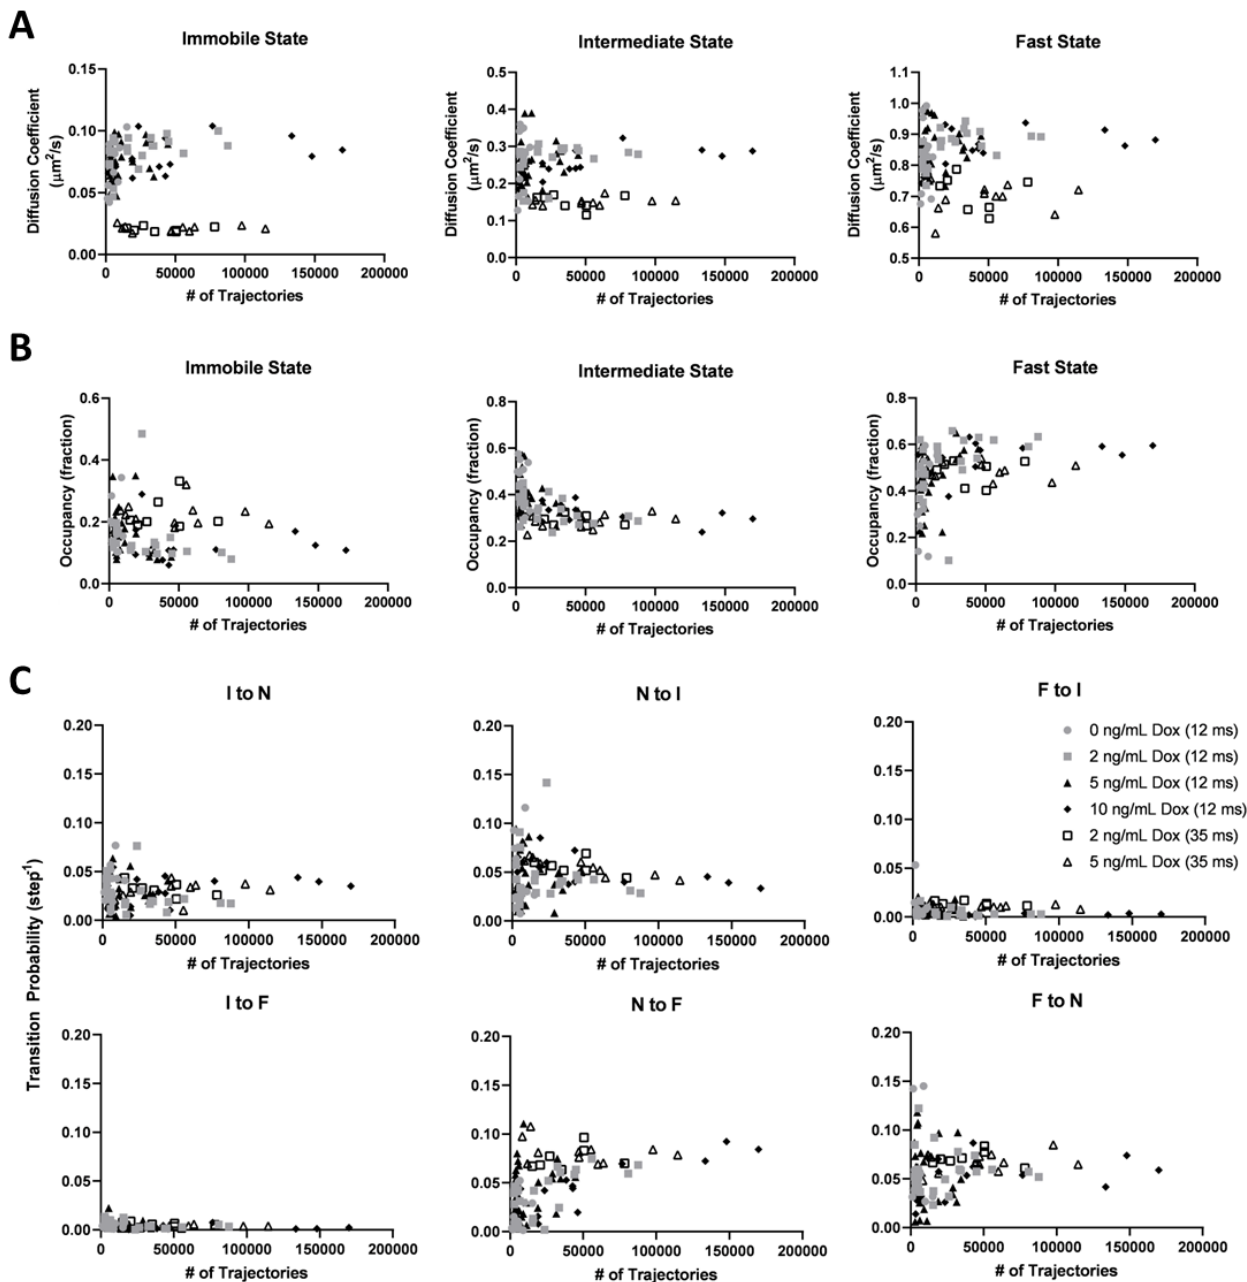 A
Immobile State
Intermediate State
Fast State
Diffusion Coefficient
(μm²/s)
0.15
0.10
0.05
0.00
0 50000 100000 150000 200000
# of Trajectories
Diffusion Coefficient
(μm²/s)
0.5
0.4
0.3
0.2
0.1
0.0
0 50000 100000 150000 200000
# of Trajectories
Diffusion Coefficient
(μm²/s)
1.1
1.0
0.9
0.8
0.7
0.6
0.5
0 50000 100000 150000 200000
# of Trajectories
B
Immobile State
Intermediate State
Fast State
Occupancy (fraction)
0.6
0.4
0.2
0.0
0 50000 100000 150000 200000
# of Trajectories
Occupancy (fraction)
0.8
0.6
0.4
0.2
0.0
0 50000 100000 150000 200000
# of Trajectories
Occupancy (fraction)
0.8
0.6
0.4
0.2
0.0
0 50000 100000 150000 200000
# of Trajectories
C
Transition Probability (step⁻¹)
I to N
0.20
0.15
0.10
0.05
0.00
0 50000 100000 150000 200000
# of Trajectories
N to I
0.20
0.15
0.10
0.05
0.00
0 50000 100000 150000 200000
# of Trajectories
F to I
0.20
0.15
0.10
0.05
0.00
0 50000 100000 150000 200000
# of Trajectories
0 ng/mL Dox (12 ms)
2 ng/mL Dox (12 ms)
5 ng/mL Dox (12 ms)
10 ng/mL Dox (12 ms)
2 ng/mL Dox (35 ms)
5 ng/mL Dox (35 ms)
I to F
0.20
0.15
0.10
0.05
0.00
0 50000 100000 150000 200000
# of Trajectories
N to F
0.20
0.15
0.10
0.05
0.00
0 50000 100000 150000 200000
# of Trajectories
F to N
0.20
0.15
0.10
0.05
0.00
0 50000 100000 150000 200000
# of Trajectories